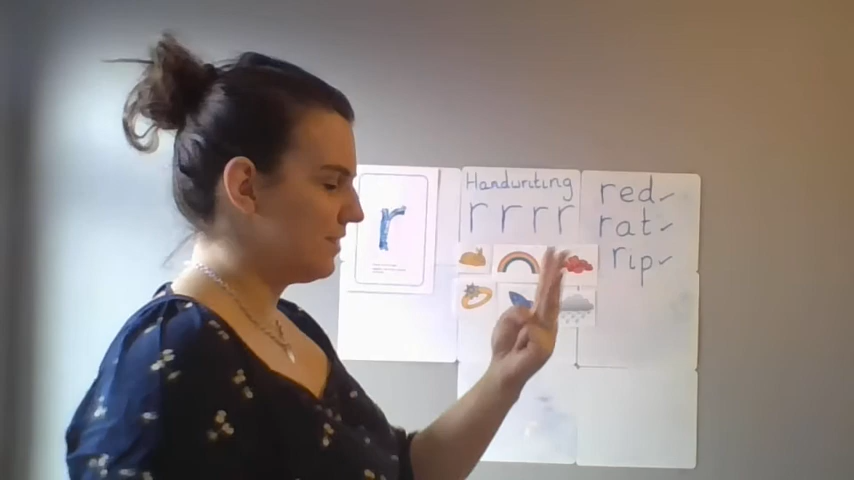 r
Handwriting
r r r r
red ✓
rat ✓
rip ✓